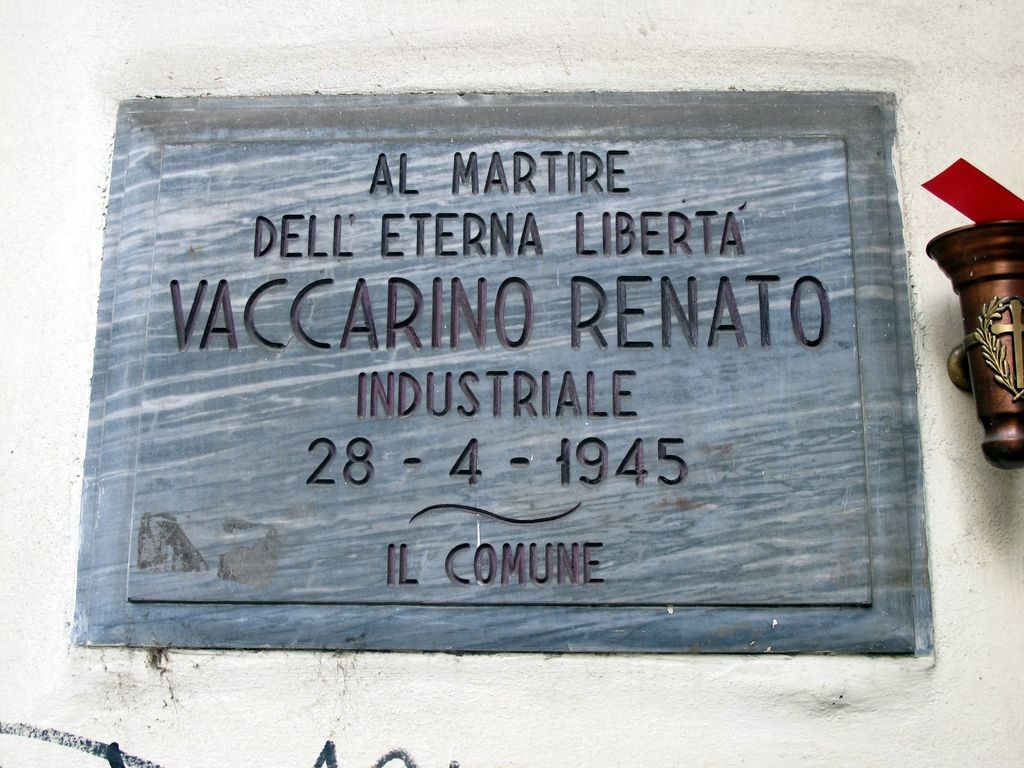 AL MARTIRE
DELL' ETERNA LIBERTÁ
VACCARINO RENATO
INDUSTRIALE
28 - 4 - 1945
IL COMUNE